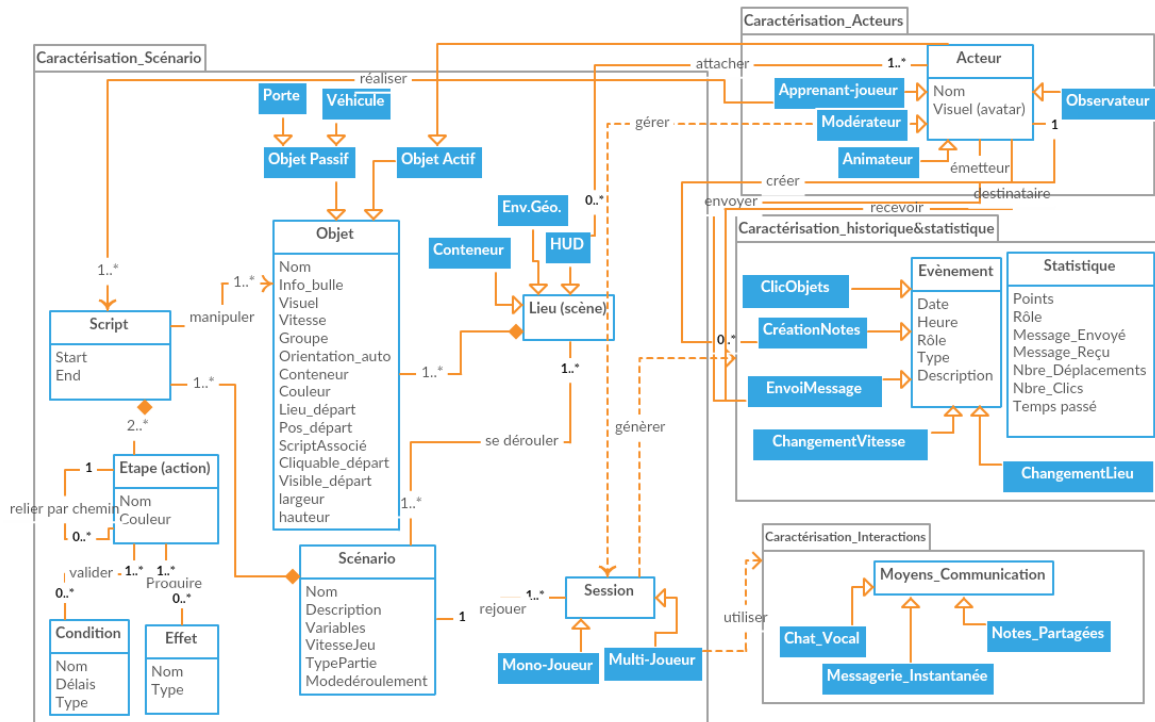 Caractérisation_Acteurs
Acteur
Nom
Visuel (avatar)
Apprenant-joueur
Modérateur
Animateur
Observateur
attacher
1..*
1
émetteur
destinataire
créer
envoyer
recevoir
gérer
réaliser
Caractérisation_Scénario
Porte
Véhicule
Objet Passif
Objet Actif
Objet
Nom
Info_bulle
Visuel
Vitesse
Groupe
Orientation_auto
Conteneur
Couleur
Lieu_départ
Pos_départ
ScriptAssocié
Cliquable_départ
Visible_départ
largeur
hauteur
Env.Géo.
0..*
Conteneur
HUD
Lieu (scène)
1..*
1..*
1..*
1..*
manipuler
Script
Start
End
1..*
2..*
Etape (action)
Nom
Couleur
1
relier par chemin
0..*
valider
1..*
1..*
Produire
0..*
0..*
Condition
Nom
Délais
Type
Effet
Nom
Type
se dérouler
1..*
Scénario
Nom
Description
Variables
VitesseJeu
TypePartie
Modedéroulement
1
rejouer
1..*
Session
Mono-Joueur
Multi-Joueur
génèrer
utiliser
Caractérisation_historique&statistique
Evènement
Date
Heure
Rôle
Type
Description
ClicObjets
0..*
CréationNotes
EnvoiMessage
ChangementVitesse
ChangementLieu
Statistique
Points
Rôle
Message_Envoyé
Message_Reçu
Nbre_Déplacements
Nbre_Clics
Temps passé
Caractérisation_Interactions
Moyens_Communication
Chat_Vocal
Notes_Partagées
Messagerie_Instantanée